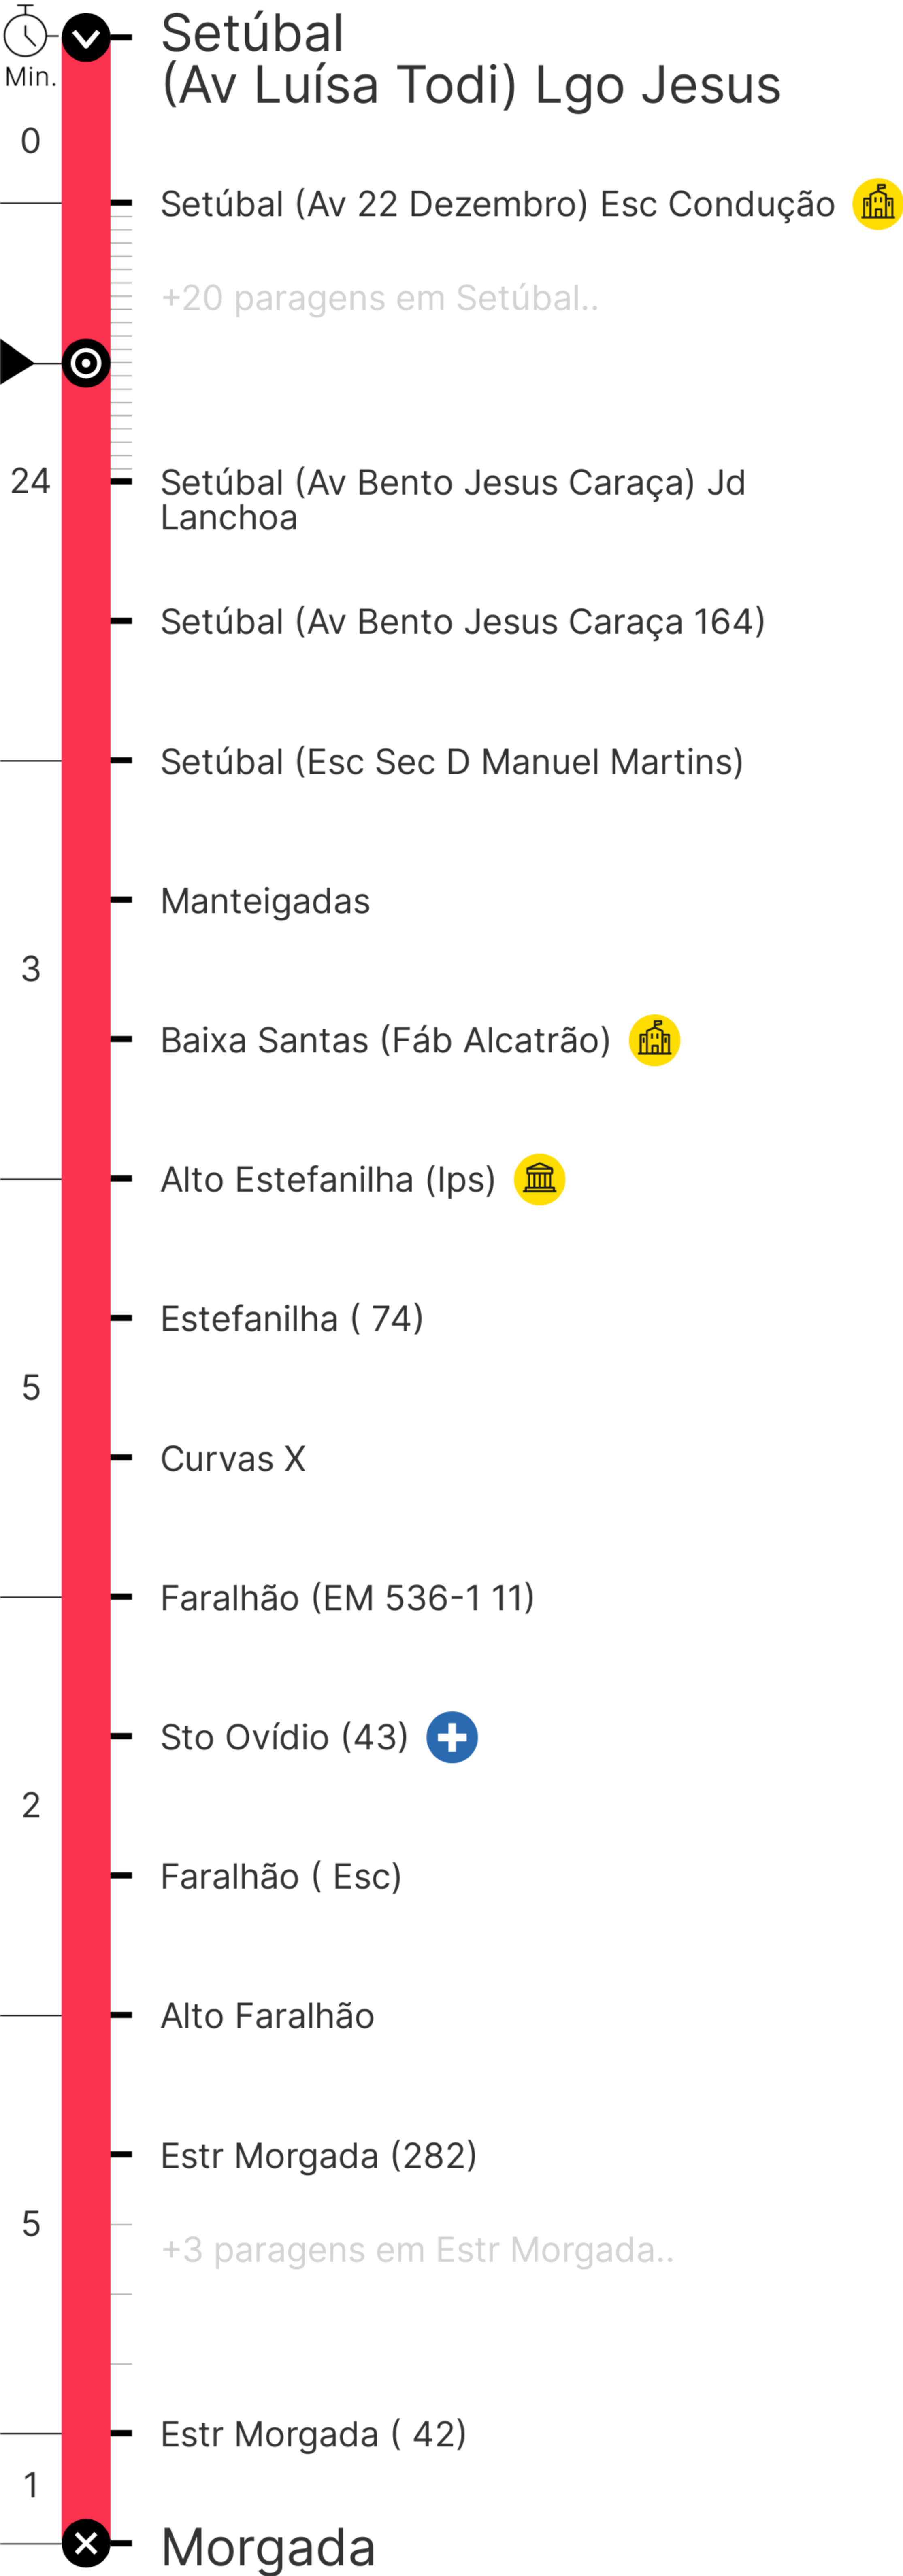 Setúbal
(Av Luísa Todi) Lgo Jesus
Min.
0
Setúbal (Av 22 Dezembro) Esc Condução
+20 paragens em Setúbal..
24
Setúbal (Av Bento Jesus Caraça) Jd
Lanchoa
Setúbal (Av Bento Jesus Caraça 164)
Setúbal (Esc Sec D Manuel Martins)
Manteigadas
3
Baixa Santas (Fáb Alcatrão)
Alto Estefanilha (Ips)
Estefanilha ( 74)
5
Curvas X
Faralhão (EM 536-1 11)
Sto Ovídio (43)
2
Faralhão ( Esc)
Alto Faralhão
Estr Morgada (282)
5
+3 paragens em Estr Morgada..
Estr Morgada ( 42)
1
Morgada